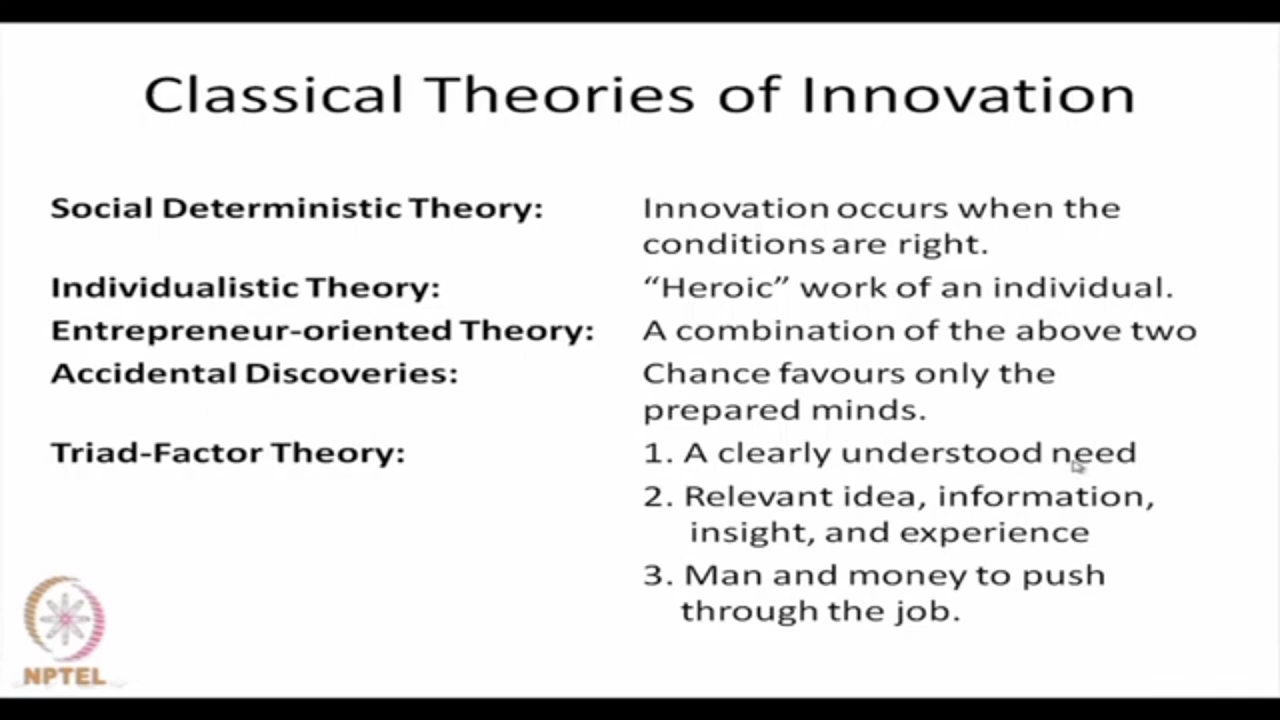 Classical Theories of Innovation
Social Deterministic Theory: Innovation occurs when the
conditions are right.
Individualistic Theory: “Heroic” work of an individual.
Entrepreneur-oriented Theory: A combination of the above two
Accidental Discoveries: Chance favours only the
prepared minds.
Triad-Factor Theory: 1. A clearly understood need
2. Relevant idea, information,
insight, and experience
3. Man and money to push
through the job.
NPTEL